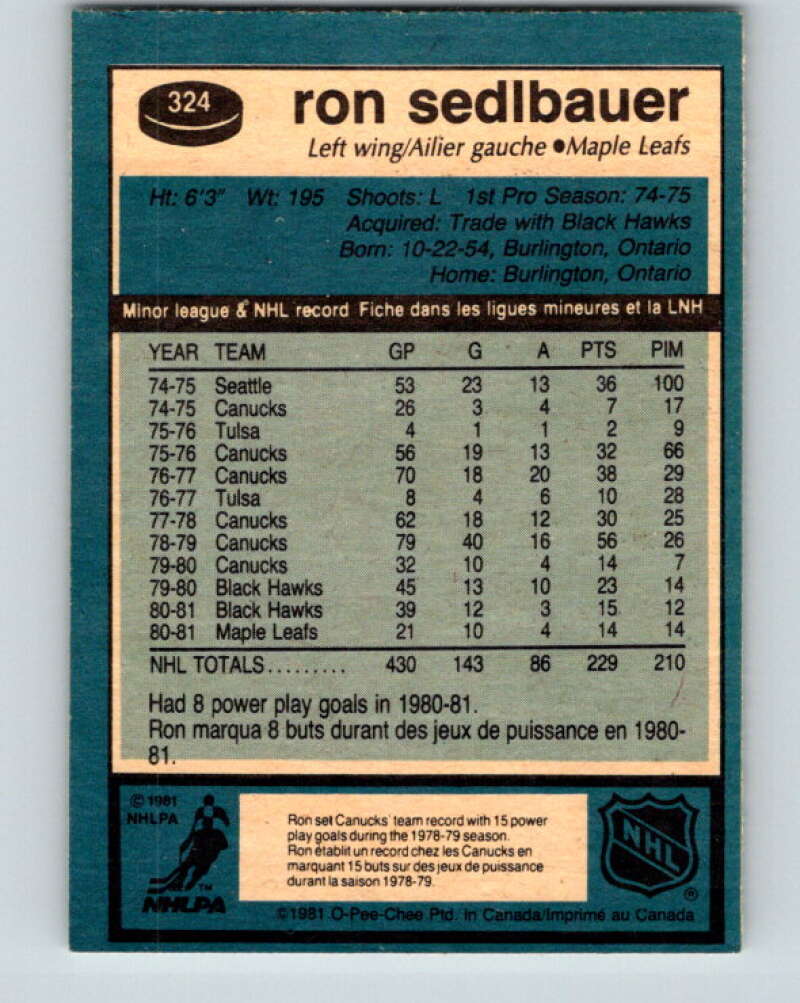 324
ron sedlbauer
Left wing/Ailier gauche ●Maple Leafs
Ht: 6'3" Wt: 195 Shoots: L 1st Pro Season: 74-75
Acquired: Trade with Black Hawks
Born: 10-22-54, Burlington, Ontario
Home: Burlington, Ontario
Minor league & NHL record Fiche dans les ligues mineures et la LNH
YEAR TEAM GP G A PTS PIM
74-75 Seattle 53 23 13 36 100
74-75 Canucks 26 3 4 7 17
75-76 Tulsa 4 1 1 2 9
75-76 Canucks 56 19 13 32 66
76-77 Canucks 70 18 20 38 29
76-77 Tulsa 8 4 6 10 28
77-78 Canucks 62 18 12 30 25
78-79 Canucks 79 40 16 56 26
79-80 Canucks 32 10 4 14 7
79-80 Black Hawks 45 13 10 23 14
80-81 Black Hawks 39 12 3 15 12
80-81 Maple Leafs 21 10 4 14 14
NHL TOTALS......... 430 143 86 229 210
Had 8 power play goals in 1980-81.
Ron marqua 8 buts durant des jeux de puissance en 1980-
81.
© 1981
NHLPA
TM
NHLPA
Ron set Canucks' team record with 15 power
play goals during the 1978-79 season.
Ron établit un record chez les Canucks en
marquant 15 buts sur des jeux de puissance
durant la saison 1978-79.
NHL
®
©1981 O-Pee-Chee Ptd. in Canada/Imprimé au Canada